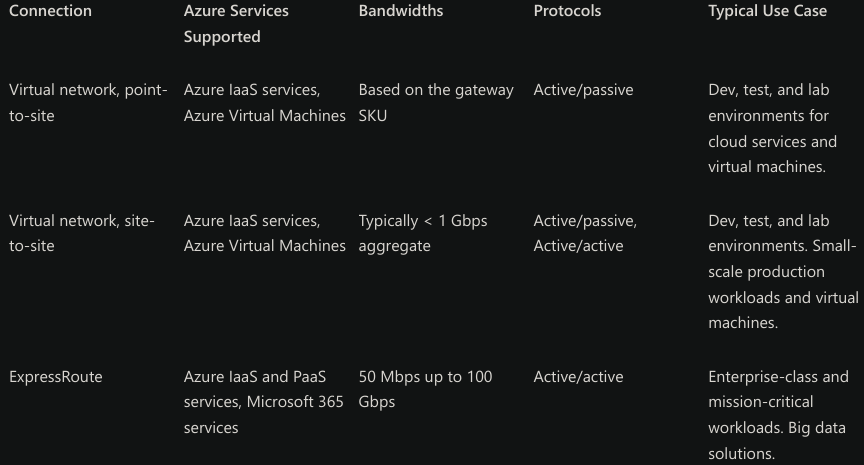 Connection
Azure Services
Supported
Bandwidths
Protocols
Typical Use Case
Virtual network, point-
to-site
Azure IaaS services,
Azure Virtual Machines
Based on the gateway
SKU
Active/passive
Dev, test, and lab
environments for
cloud services and
virtual machines.
Virtual network, site-
to-site
Azure IaaS services,
Azure Virtual Machines
Typically < 1 Gbps
aggregate
Active/passive,
Active/active
Dev, test, and lab
environments. Small-
scale production
workloads and virtual
machines.
ExpressRoute
Azure IaaS and PaaS
services, Microsoft 365
services
50 Mbps up to 100
Gbps
Active/active
Enterprise-class and
mission-critical
workloads. Big data
solutions.